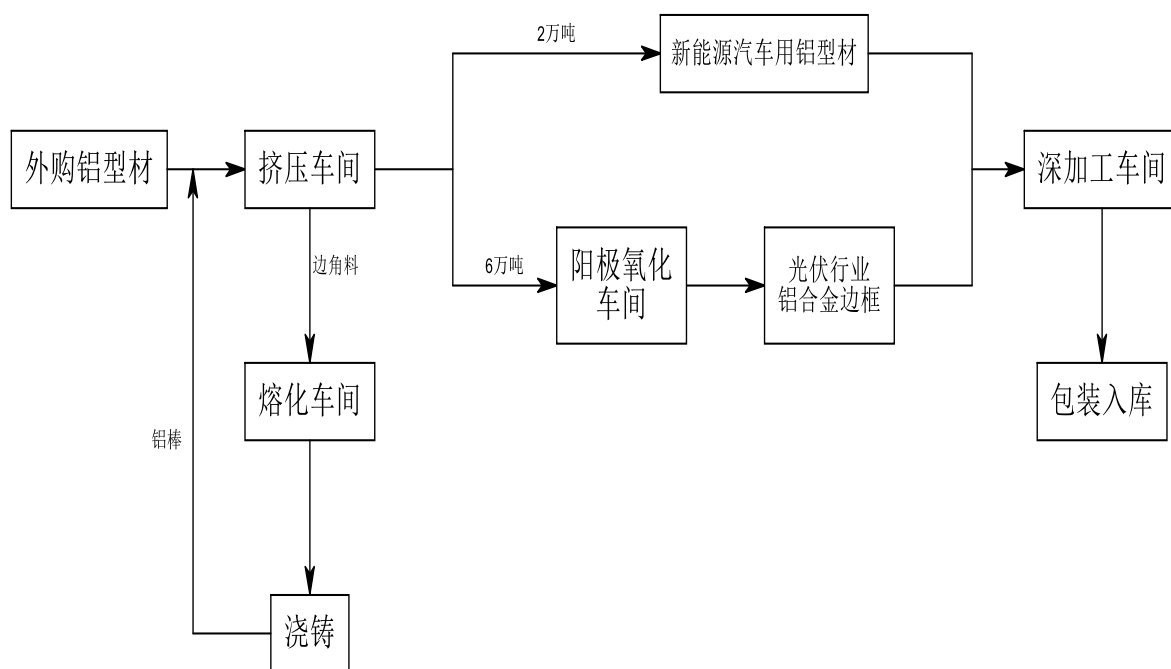 2万吨
新能源汽车用铝型材
外购铝型材
挤压车间
深加工车间
边角料
6万吨
阳极氧化
车间
光伏行业
铝合金边框
熔化车间
包装入库
铝棒
浇铸